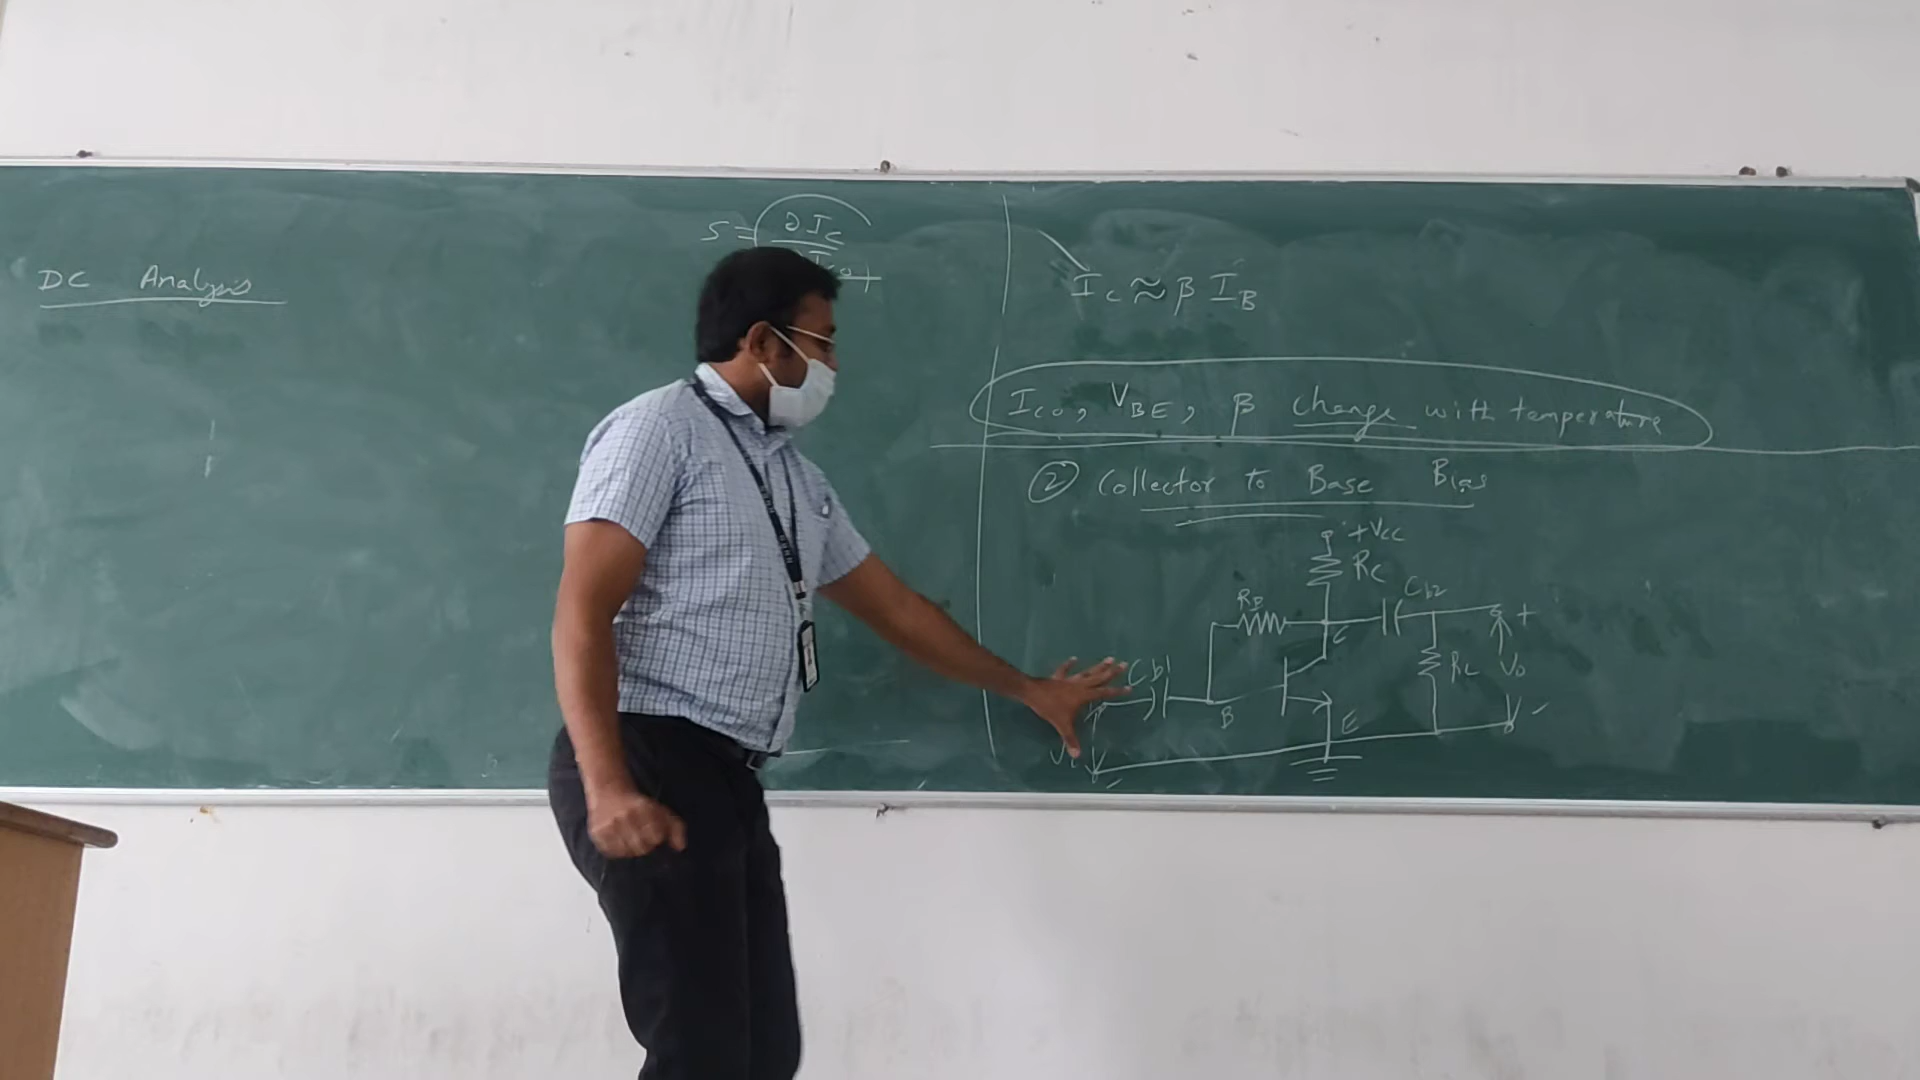 DC Analysis
S = ∂Ic
Ic ≈ β IB
Ico, VBE, β change with temperature
② Collector to Base Bias
+Vcc
Rc
Cb2
RB
+
C
Cb1
RL
Vo
B
E
-
Vi
-